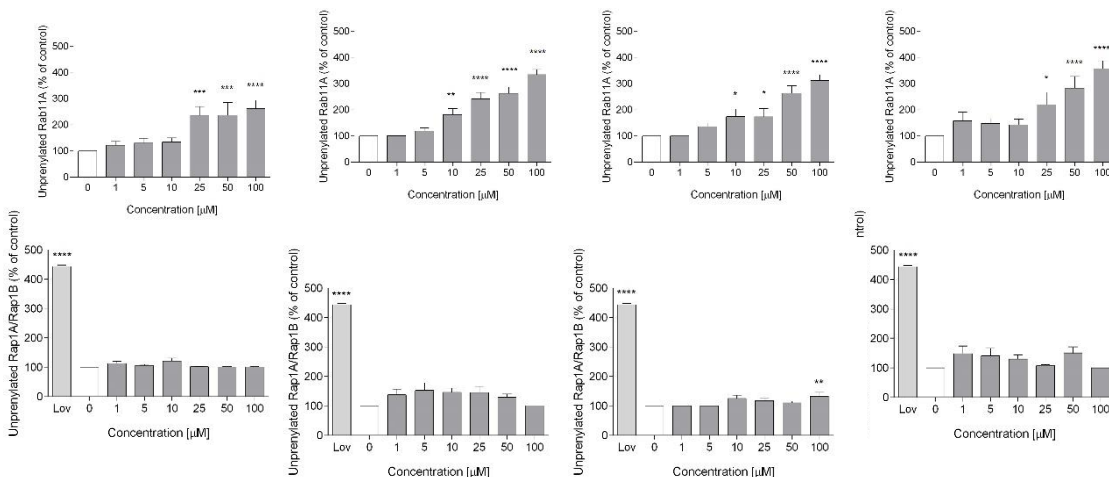 Unprenylated Rab11A (% of control)
500
400
300
200
100
0
*** *** ****
0 1 5 10 25 50 100
Concentration [µM]
Unprenylated Rab11A (% of control)
500
400
300
200
100
0
** **** **** ****
0 1 5 10 25 50 100
Concentration [µM]
Unprenylated Rab11A (% of control)
500
400
300
200
100
0
* * **** ****
0 1 5 10 25 50 100
Concentration [µM]
Unprenylated Rab11A (% of control)
500
400
300
200
100
0
* **** ****
0 1 5 10 25 50 100
Concentration [µM]
Unprenylated Rap1A/Rap1B (% of control)
500
400
300
200
100
0
****
Lov 0 1 5 10 25 50 100
Concentration [µM]
Unprenylated Rap1A/Rap1B (% of control)
500
400
300
200
100
0
****
Lov 0 1 5 10 25 50 100
Concentration [µM]
Unprenylated Rap1A/Rap1B (% of control)
500
400
300
200
100
0
**** **
Lov 0 1 5 10 25 50 100
Concentration [µM]
ntrol)
500
400
300
200
100
0
****
Lov 0 1 5 10 25 50 100
Concentration [µM]